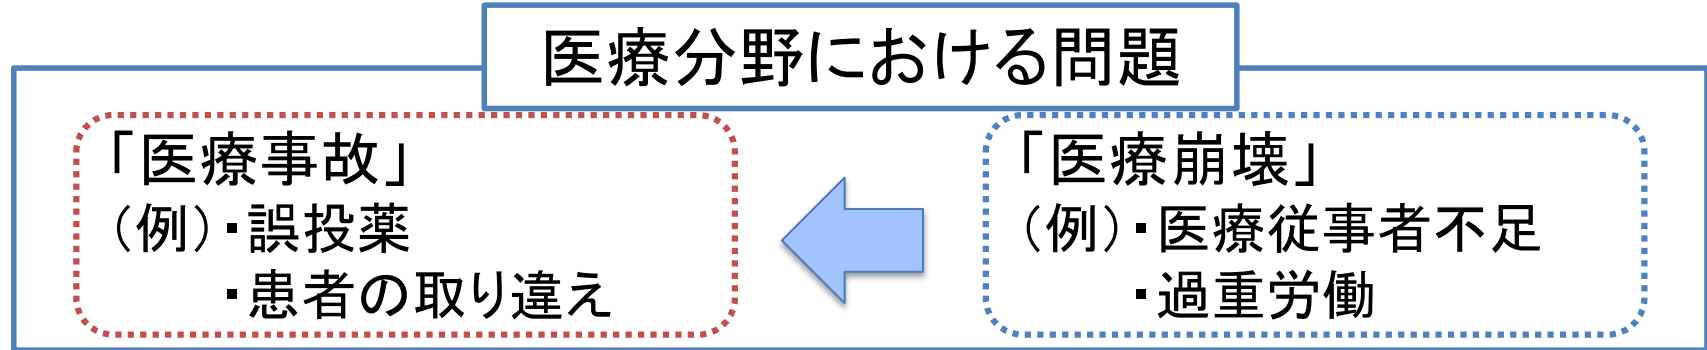 医療分野における問題
「医療事故」
（例）・誤投薬
・患者の取り違え
「医療崩壊」
（例）・医療従事者不足
・過重労働